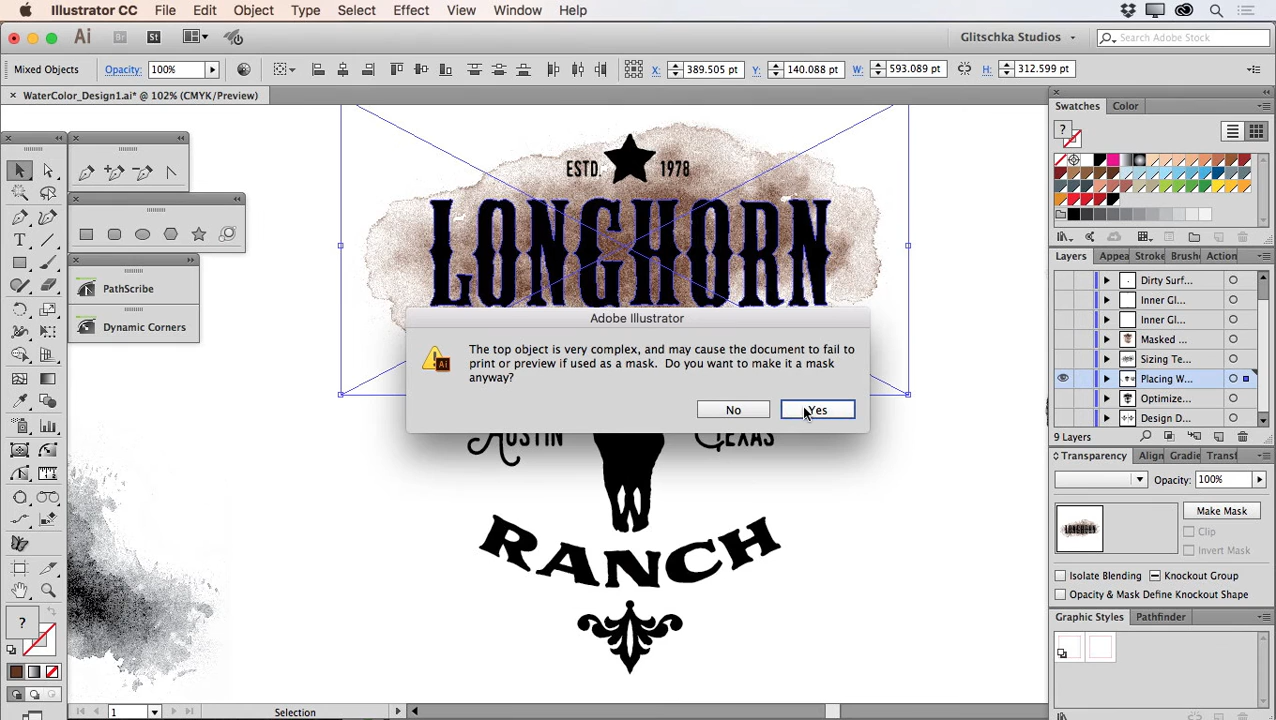 Illustrator CC File Edit Object Type Select Effect View Window Help
Ai Br St Glitschka Studios Search Adobe Stock
Mixed Objects Opacity: 100% X: 389.505 pt Y: 140.088 pt W: 593.089 pt H: 312.599 pt
× WaterColor_Design1.ai* @ 102% (CMYK/Preview)
Swatches Color
ESTD. 1978
LONGHORN
AUSTIN TEXAS
RANCH
PathScribe
Dynamic Corners
Adobe Illustrator
The top object is very complex, and may cause the document to fail to
print or preview if used as a mask. Do you want to make it a mask
anyway?
No Yes
Layers Appea Stroke Brushe Action
Dirty Surf...
Inner Gl...
Inner Gl...
Masked ...
Sizing Te...
Placing W...
Optimize...
Design D...
9 Layers
Transparency Align Gradie Transf
Opacity: 100%
Make Mask
Clip
Invert Mask
Isolate Blending Knockout Group
Opacity & Mask Define Knockout Shape
Graphic Styles Pathfinder
1 Selection